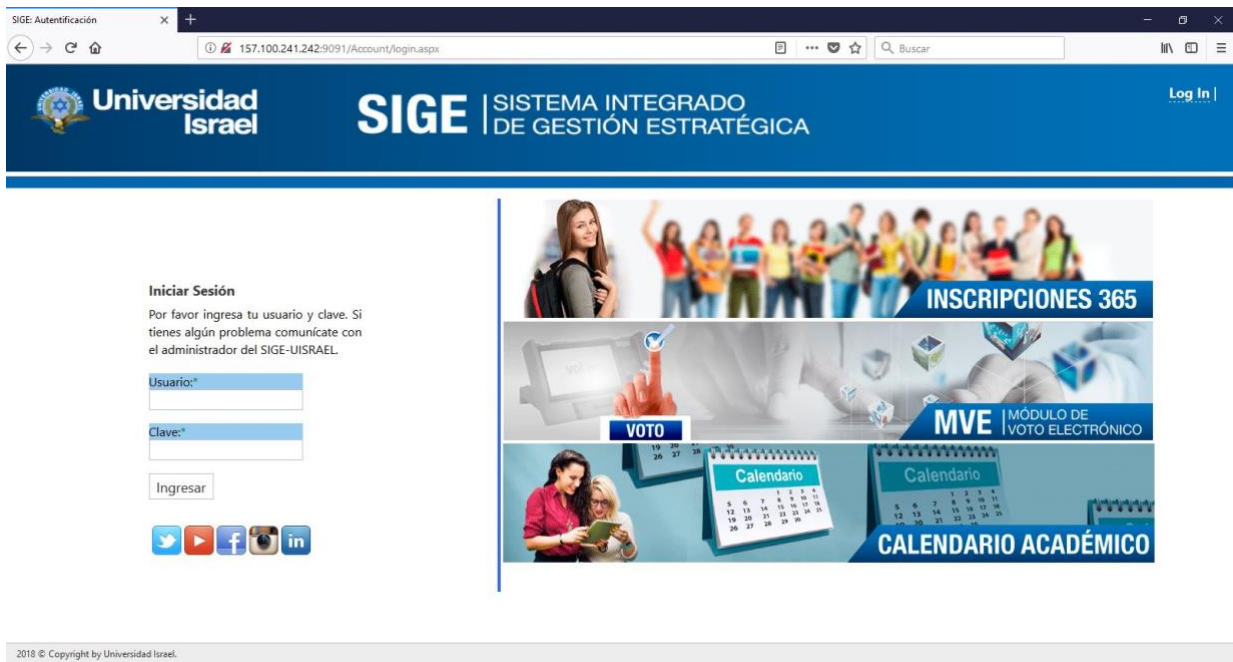 SIGE: Autentificación
157.100.241.242:9091/Account/login.aspx
Buscar
Universidad
Israel
SIGE
SISTEMA INTEGRADO
DE GESTIÓN ESTRATÉGICA
Log In
Iniciar Sesión
Por favor ingresa tu usuario y clave. Si
tienes algún problema comunícate con
el administrador del SIGE-UISRAEL.
Usuario:*
Clave:*
Ingresar
in
INSCRIPCIONES 365
VOTO
MVE
MÓDULO DE
VOTO ELECTRÓNICO
Calendario
Calendario
CALENDARIO ACADÉMICO
2018 © Copyright by Universidad Israel.